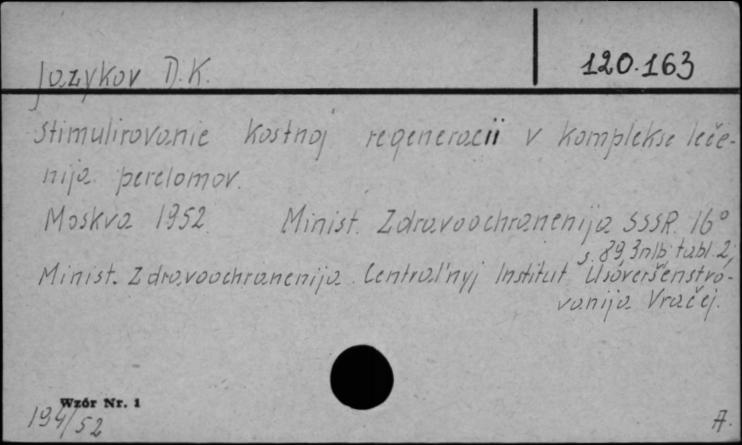 Jazykov D.K.
120.163
Stimulirovanie kostnoj regeneracii v komplekse leče-
nija perelomov.
Moskva 1952. Minist. Zdravoochranenija SSSR. 16°
s. 89, 3nlb tabl. 2,
Minist. Zdravoochranenija. Central'nyj Institut Usoveršenstvo-
vanija Vračej.
Wzór Nr. 1
194/52
A.